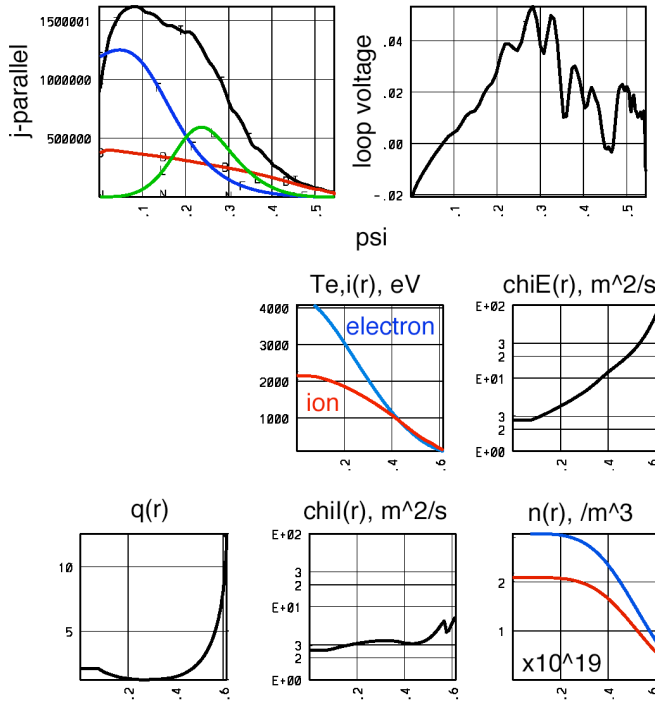 j-parallel
1500001
1000000
500000
.1
.2
.3
.4
.5
loop voltage
.04
.02
.00
-.02
.1
.2
.3
.4
.5
psi
Te,i(r), eV
4000
3000
2000
1000
electron
ion
.2
.4
.6
chiE(r), m^2/s
E+02
3
2
E+01
3
2
E+00
.2
.4
.6
q(r)
10
5
.2
.4
.6
chiI(r), m^2/s
E+02
3
2
E+01
3
2
E+00
.2
.4
.6
n(r), /m^3
2
1
x10^19
.2
.4
.6